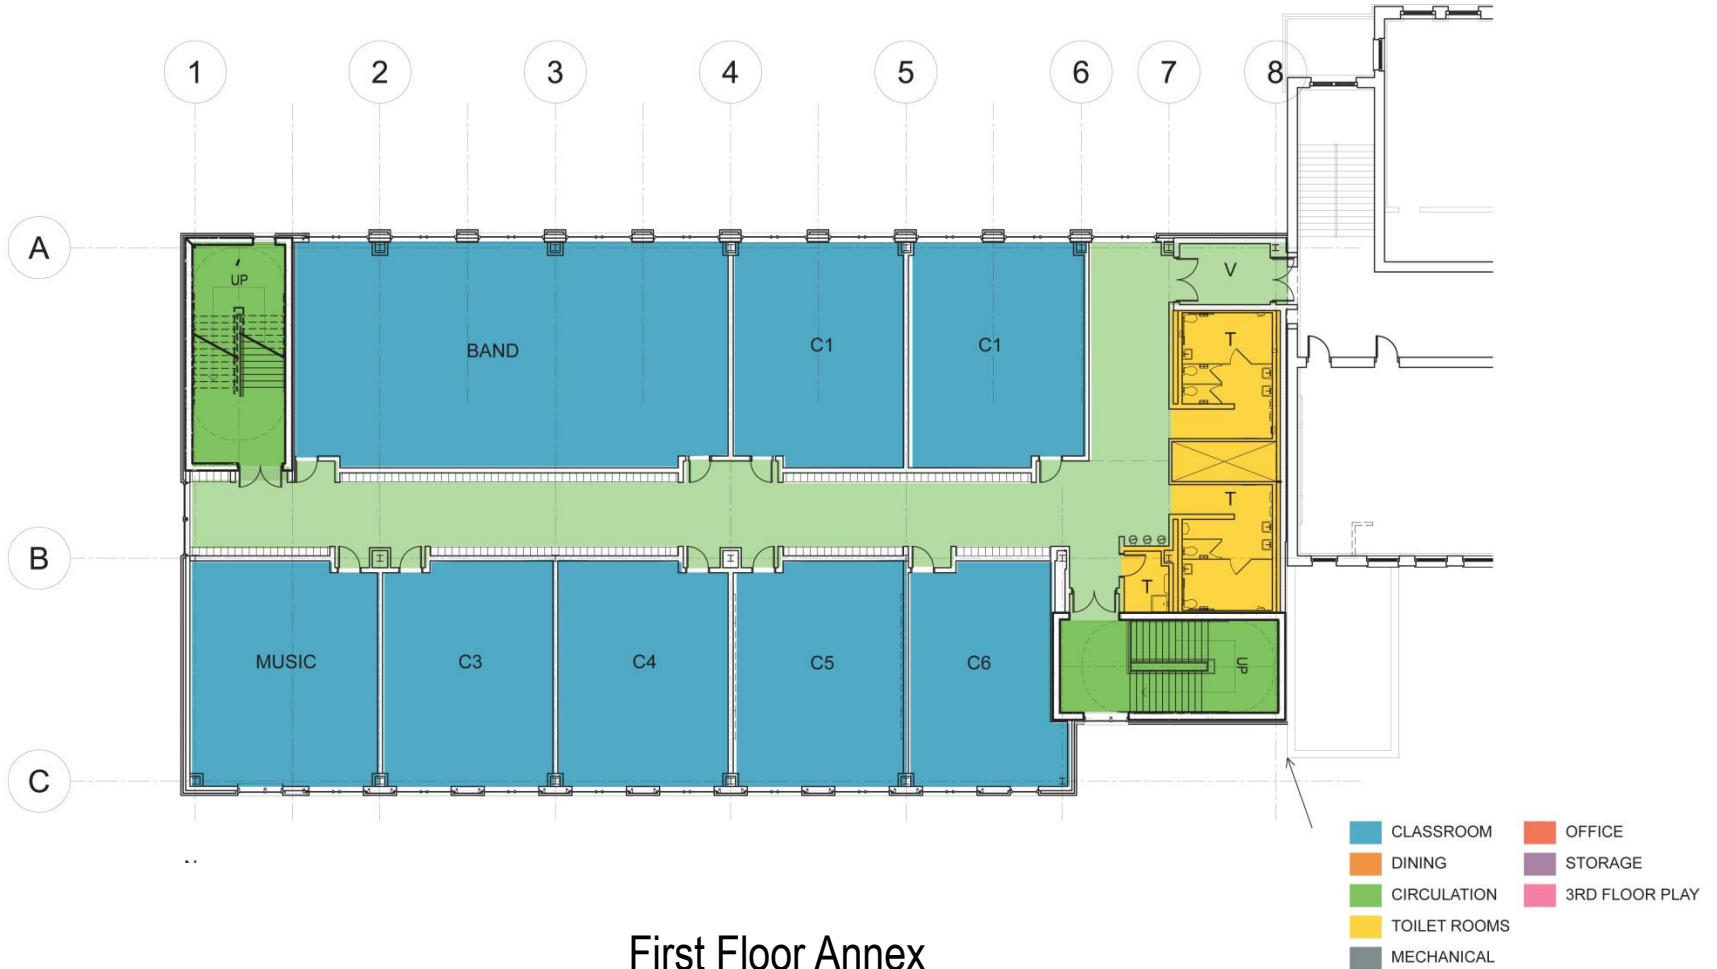 1 2 3 4 5 6 7 8
A
UP
V
BAND
C1
C1
T
T
B
T
MUSIC
C3
C4
C5
C6
UP
C
CLASSROOM
OFFICE
DINING
STORAGE
CIRCULATION
3RD FLOOR PLAY
TOILET ROOMS
MECHANICAL
First Floor Annex